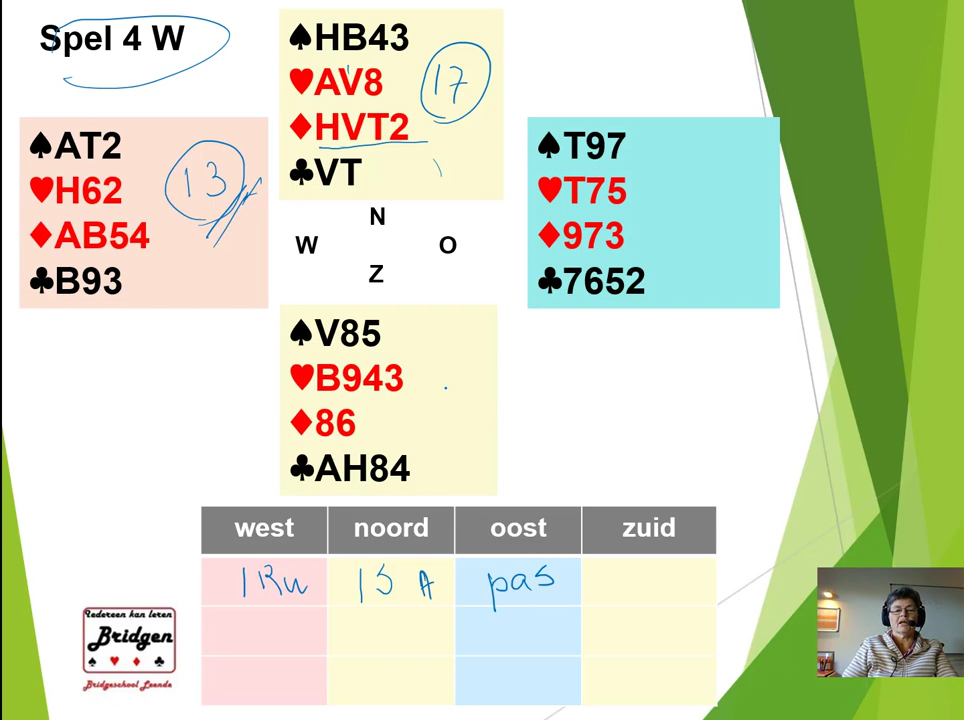 Spel 4 W
♠HB43
♥AV8
♦HVT2
♣VT
17
♠AT2
♥H62
♦AB54
♣B93
13
♠T97
♥T75
♦973
♣7652
N
W O
Z
♠V85
♥B943
♦86
♣AH84
west noord oost zuid
1Ru 1SA pas
Iedereen kan leren
Bridgen
♠ ♥ ♦ ♣
Bridgeschool Leende